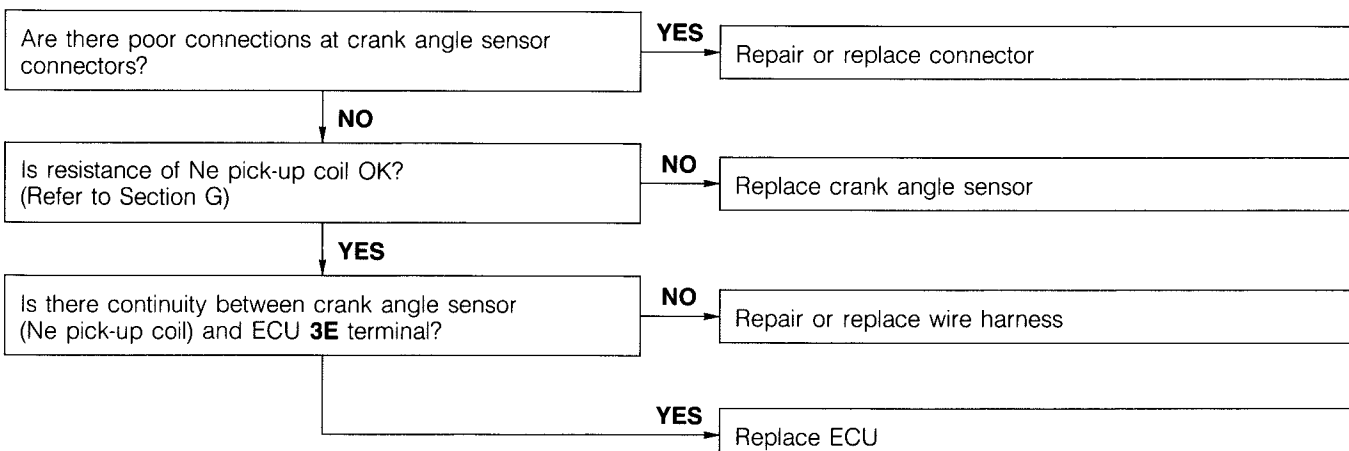 Are there poor connections at crank angle sensor
connectors?
YES
Repair or replace connector
NO
Is resistance of Ne pick-up coil OK?
(Refer to Section G)
NO
Replace crank angle sensor
YES
Is there continuity between crank angle sensor
(Ne pick-up coil) and ECU 3E terminal?
NO
Repair or replace wire harness
YES
Replace ECU